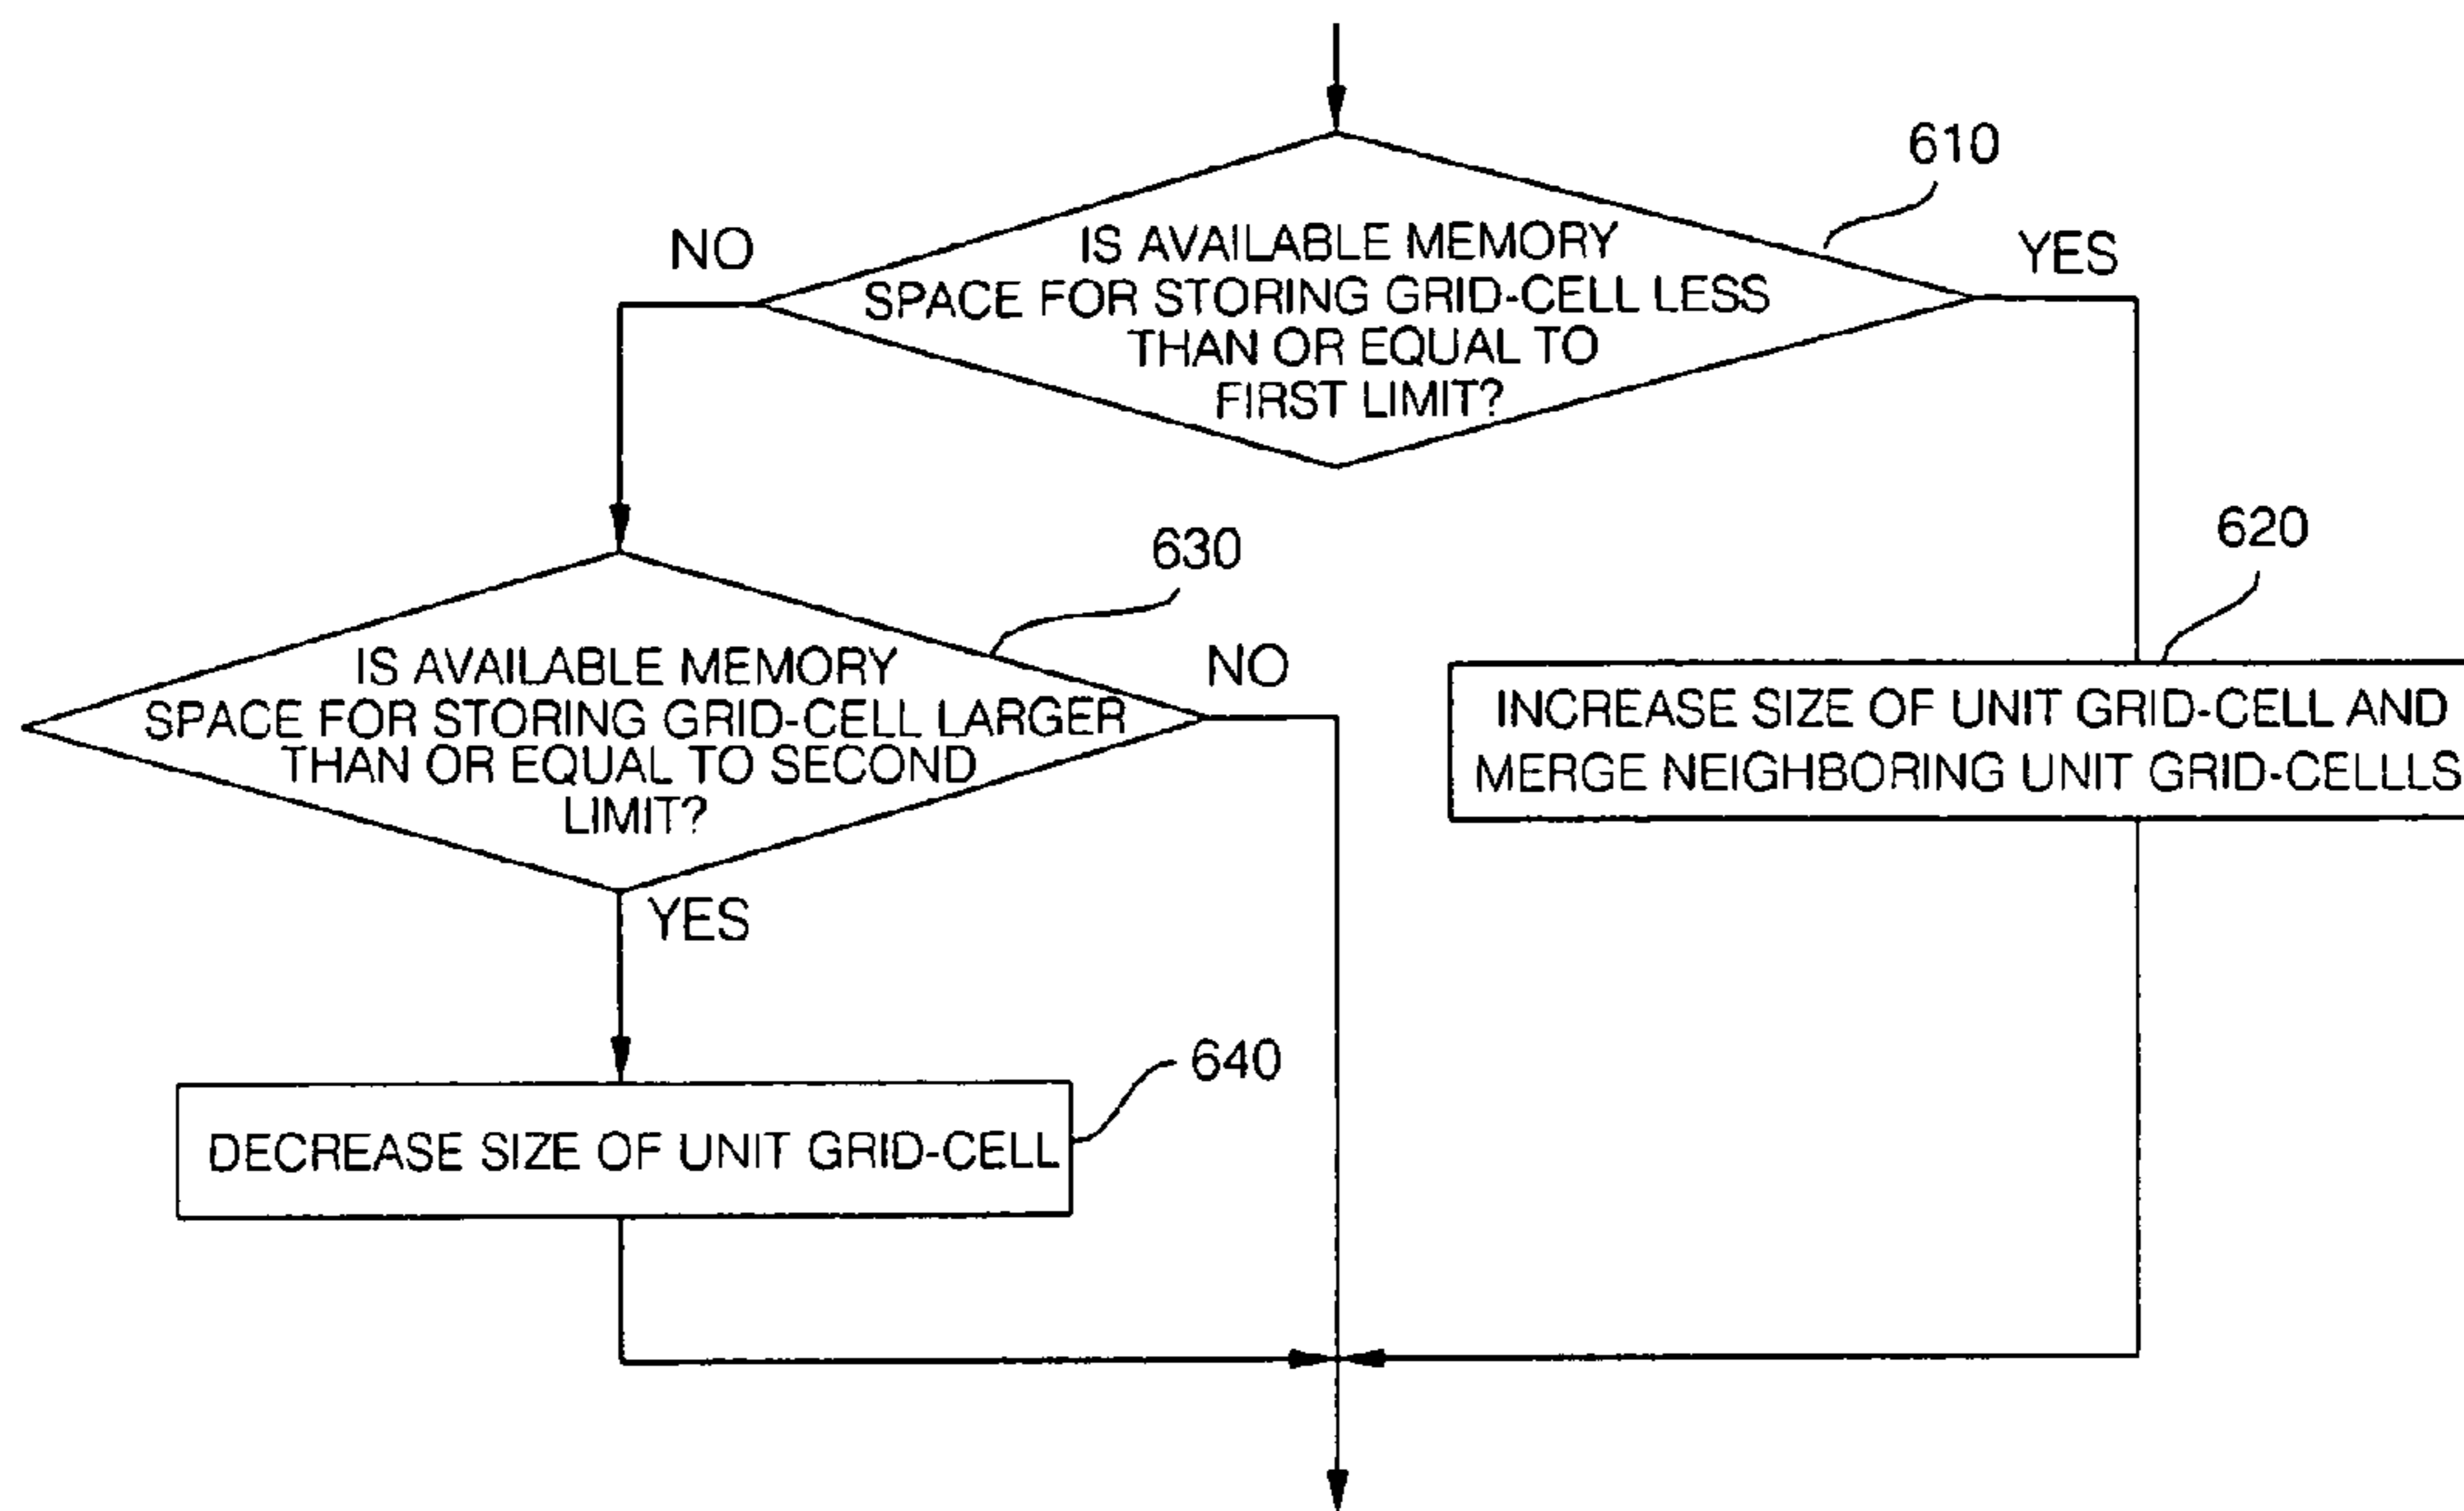 610
NO
YES
IS AVAILABLE MEMORY
SPACE FOR STORING GRID-CELL LESS
THAN OR EQUAL TO
FIRST LIMIT?
630
620
NO
IS AVAILABLE MEMORY
SPACE FOR STORING GRID-CELL LARGER
THAN OR EQUAL TO SECOND
LIMIT?
INCREASE SIZE OF UNIT GRID-CELL AND
MERGE NEIGHBORING UNIT GRID-CELLLS
YES
640
DECREASE SIZE OF UNIT GRID-CELL